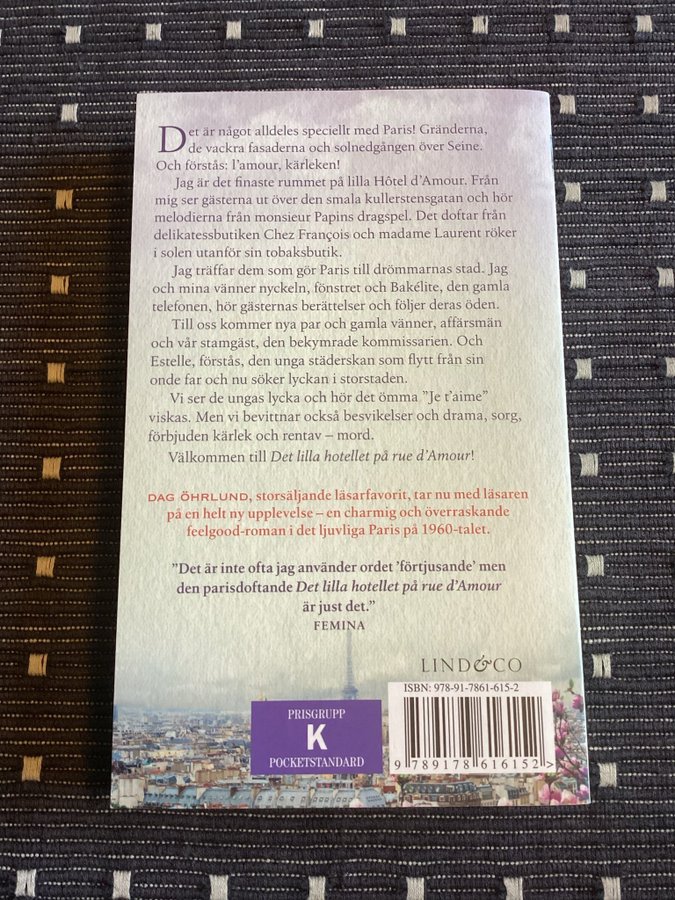 Det är något alldeles speciellt med Paris! Gränderna,
de vackra fasaderna och solnedgången över Seine.
Och förstås: l'amour, kärleken!
Jag är det finaste rummet på lilla Hôtel d'Amour. Från
mig ser gästerna ut över den smala kullerstensgatan och hör
melodierna från monsieur Papins dragspel. Det doftar från
delikatessbutiken Chez François och madame Laurent röker
i solen utanför sin tobaksbutik.
Jag träffar dem som gör Paris till drömmarnas stad. Jag
och mina vänner nyckeln, fönstret och Bakélite, den gamla
telefonen, hör gästernas berättelser och följer deras öden.
Till oss kommer nya par och gamla vänner, affärsmän
och vår stamgäst, den bekymrade kommissarien. Och
Estelle, förstås, den unga städerskan som flytt från sin
onde far och nu söker lyckan i storstaden.
Vi ser de ungas lycka och hör det ömma ”Je t'aime”
viskas. Men vi bevittnar också besvikelser och drama, sorg,
förbjuden kärlek och rentav – mord.
Välkommen till Det lilla hotellet på rue d'Amour!
DAG ÖHRLUND, storsäljande läsarfavorit, tar nu med läsaren
på en helt ny upplevelse – en charmig och överraskande
feelgood-roman i det ljuvliga Paris på 1960-talet.
”Det är inte ofta jag använder ordet 'förtjusande' men
den parisdoftande Det lilla hotellet på rue d'Amour
är just det.”
FEMINA
LIND&CO
ISBN: 978-91-7861-615-2
PRISGRUPP
K
POCKETSTANDARD
9 789178 616152 >